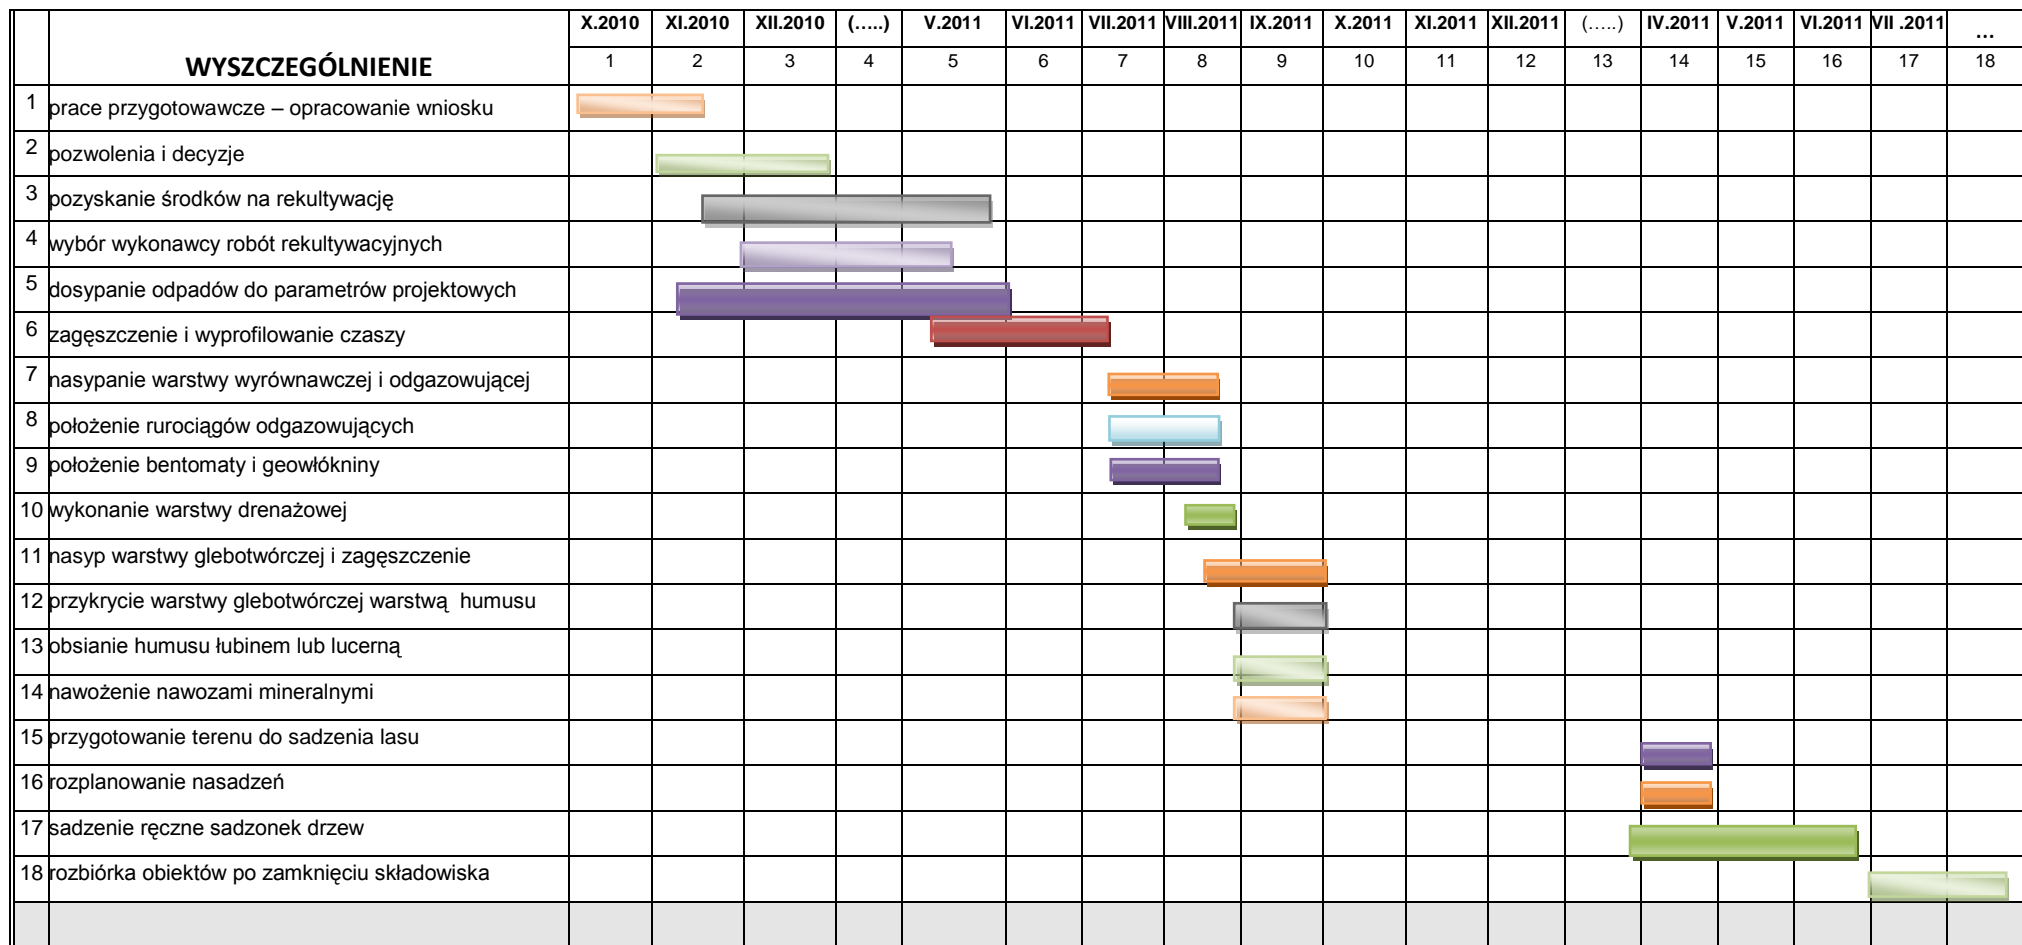 X.2010 XI.2010 XII.2010 (.....) V.2011 VI.2011 VII.2011 VIII.2011 IX.2011 X.2011 XI.2011 XII.2011 (.....) IV.2011 V.2011 VI.2011 VII .2011 ...
WYSZCZEGÓLNIENIE 1 2 3 4 5 6 7 8 9 10 11 12 13 14 15 16 17 18
1 prace przygotowawcze – opracowanie wniosku
2 pozwolenia i decyzje
3 pozyskanie środków na rekultywację
4 wybór wykonawcy robót rekultywacyjnych
5 dosypanie odpadów do parametrów projektowych
6 zagęszczenie i wyprofilowanie czaszy
7 nasypanie warstwy wyrównawczej i odgazowującej
8 położenie rurociągów odgazowujących
9 położenie bentomaty i geowłókniny
10 wykonanie warstwy drenażowej
11 nasyp warstwy glebotwórczej i zagęszczenie
12 przykrycie warstwy glebotwórczej warstwą humusu
13 obsianie humusu łubinem lub lucerną
14 nawożenie nawozami mineralnymi
15 przygotowanie terenu do sadzenia lasu
16 rozplanowanie nasadzeń
17 sadzenie ręczne sadzonek drzew
18 rozbiórka obiektów po zamknięciu składowiska